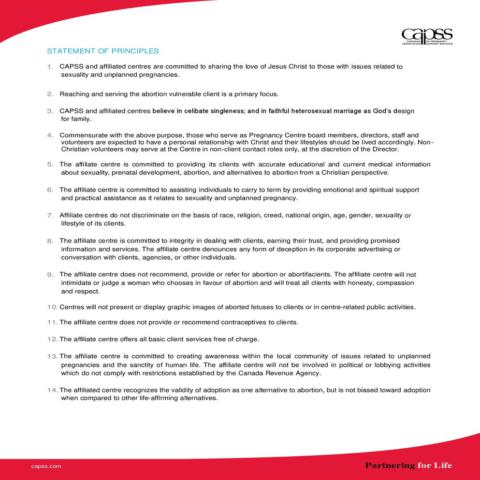 capss
STATEMENT OF PRINCIPLES
1. CAPSS and affiliated centres are committed to sharing the love of Jesus Christ to those with issues related to
sexuality and unplanned pregnancies.
2. Reaching and serving the abortion vulnerable client is a primary focus.
3. CAPSS and affiliated centres believe in celibate singleness; and in faithful heterosexual marriage as God's design
for family.
4. Commensurate with the above purpose, those who serve as Pregnancy Centre board members, directors, staff and
volunteers are expected to have a personal relationship with Christ and their lifestyles should be lived accordingly. Non-
Christian volunteers may serve at the Centre in non-client contact roles only, at the discretion of the Director.
5. The affiliate centre is committed to providing its clients with accurate educational and current medical information
about sexuality, prenatal development, abortion, and alternatives to abortion from a Christian perspective.
6. The affiliate centre is committed to assisting individuals to carry to term by providing emotional and spiritual support
and practical assistance as it relates to sexuality and unplanned pregnancy.
7. Affiliate centres do not discriminate on the basis of race, religion, creed, national origin, age, gender, sexuality or
lifestyle of its clients.
8. The affiliate centre is committed to integrity in dealing with clients, earning their trust, and providing promised
information and services. The affiliate centre denounces any form of deception in its corporate advertising or
conversation with clients, agencies, or other individuals.
9. The affiliate centre does not recommend, provide or refer for abortion or abortifacients. The affiliate centre will not
intimidate or judge a woman who chooses in favour of abortion and will treat all clients with honesty, compassion
and respect.
10. Centres will not present or display graphic images of aborted fetuses to clients or in centre-related public activities.
11. The affiliate centre does not provide or recommend contraceptives to clients.
12. The affiliate centre offers all basic client services free of charge.
13. The affiliate centre is committed to creating awareness within the local community of issues related to unplanned
pregnancies and the sanctity of human life. The affiliate centre will not be involved in political or lobbying activities
which do not comply with restrictions established by the Canada Revenue Agency.
14. The affiliated centre recognizes the validity of adoption as one alternative to abortion, but is not biased toward adoption
when compared to other life-affirming alternatives.
capss.com
Partnering for Life